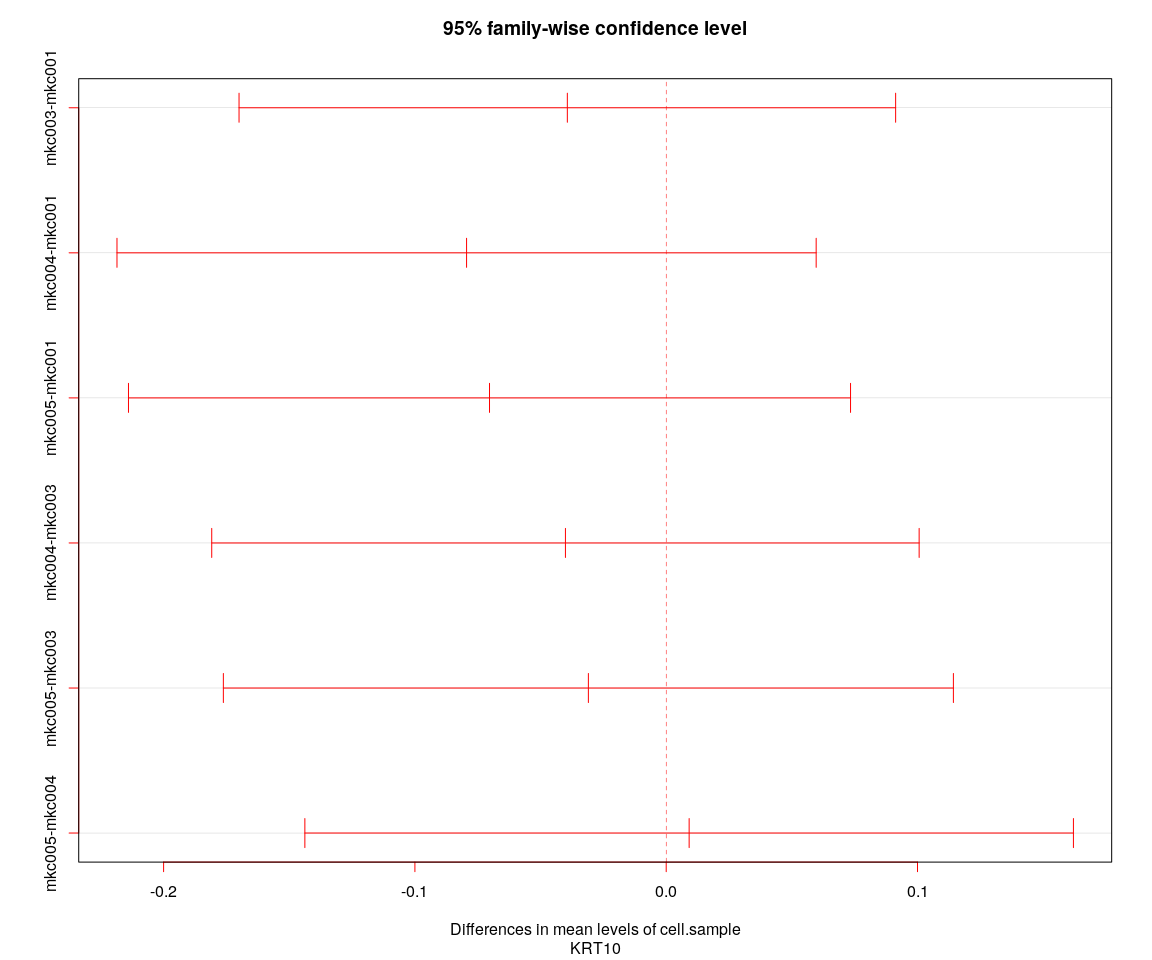 95% family-wise confidence level
mkc003-mkc001
mkc004-mkc001
mkc005-mkc001
mkc004-mkc003
mkc005-mkc003
mkc005-mkc004
-0.2 -0.1 0.0 0.1
Differences in mean levels of cell.sample
KRT10